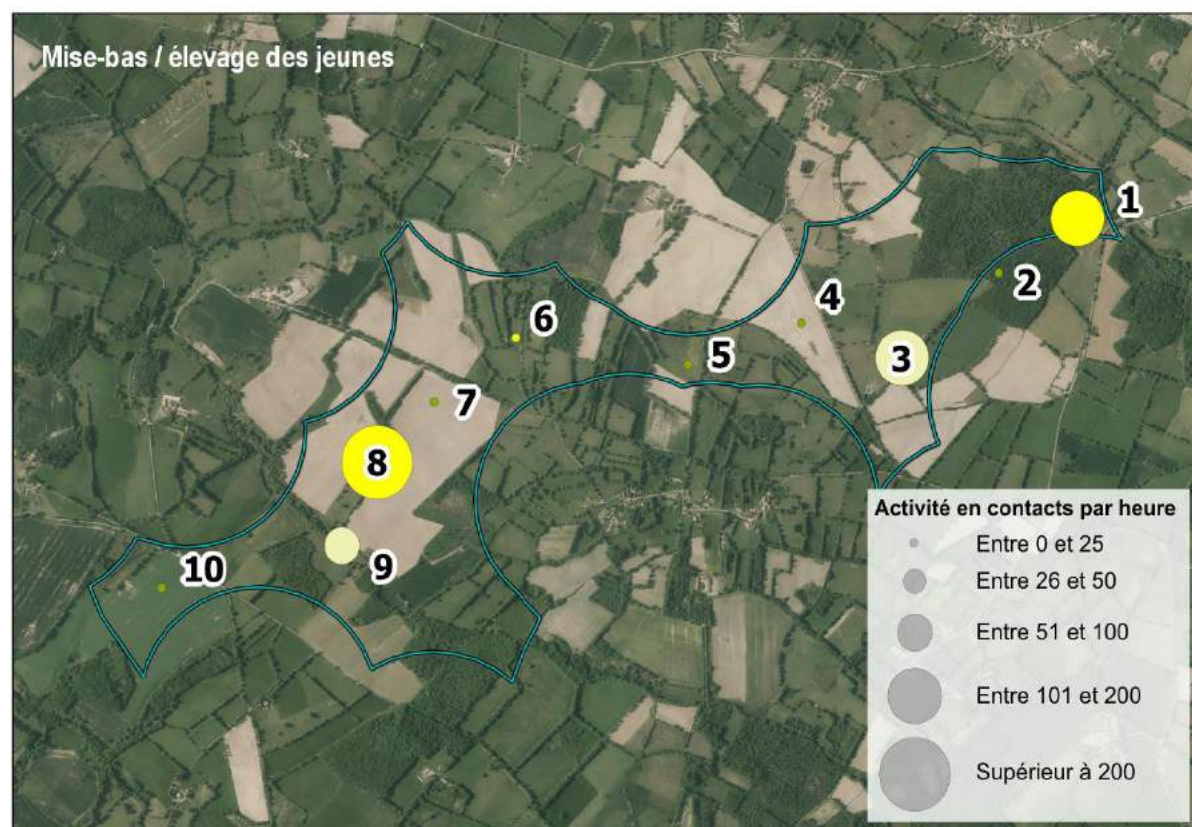 Mise-bas / élevage des jeunes
1
2
3
4
5
6
7
8
9
10
Activité en contacts par heure
Entre 0 et 25
Entre 26 et 50
Entre 51 et 100
Entre 101 et 200
Supérieur à 200